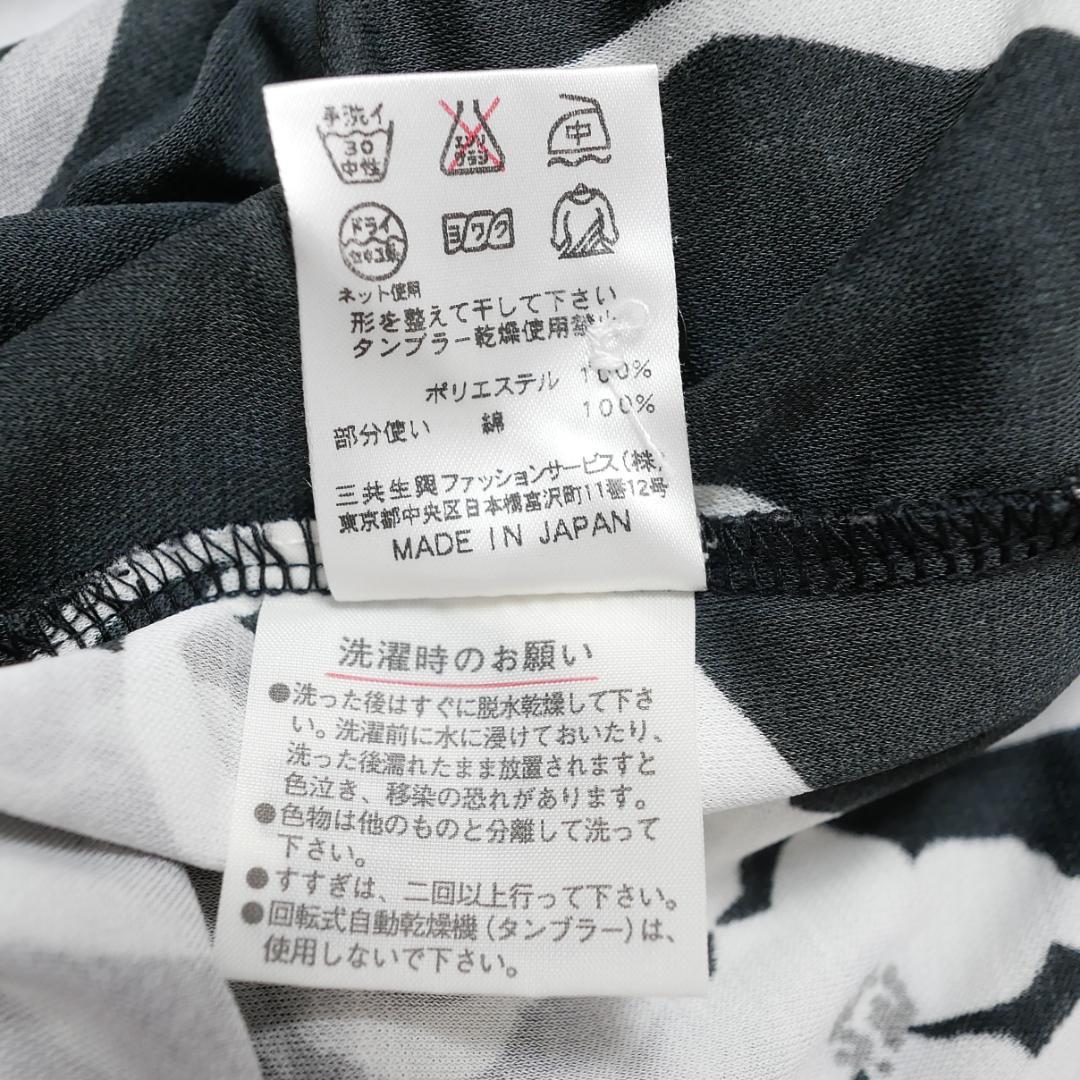 手洗イ
30
中性
エンソ
サラシ
中
ドライ
セキユ系
ヨワク
ネット使用
形を整えて干して下さい
タンブラー乾燥使用禁止
ポリエステル 100%
部分使い 綿 100%
三共生興ファッションサービス(株)
東京都中央区日本橋富沢町11番12号
MADE IN JAPAN
洗濯時のお願い
●洗った後はすぐに脱水乾燥して下さ
い。洗濯前に水に浸けておいたり、
洗った後濡れたまま放置されますと
色泣き、移染の恐れがあります。
●色物は他のものと分離して洗って
下さい。
●すすぎは、二回以上行って下さい。
●回転式自動乾燥機(タンブラー)は、
使用しないで下さい。